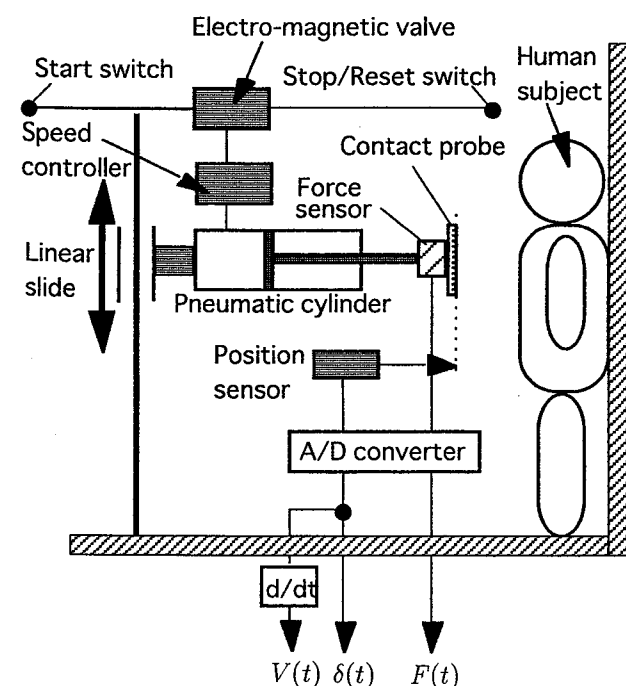 Electro-magnetic valve
Start switch
Stop/Reset switch
Human
subject
Speed
controller
Contact probe
Force
sensor
Linear
slide
Pneumatic cylinder
Position
sensor
A/D converter
d/dt
V(t) δ(t) F(t)